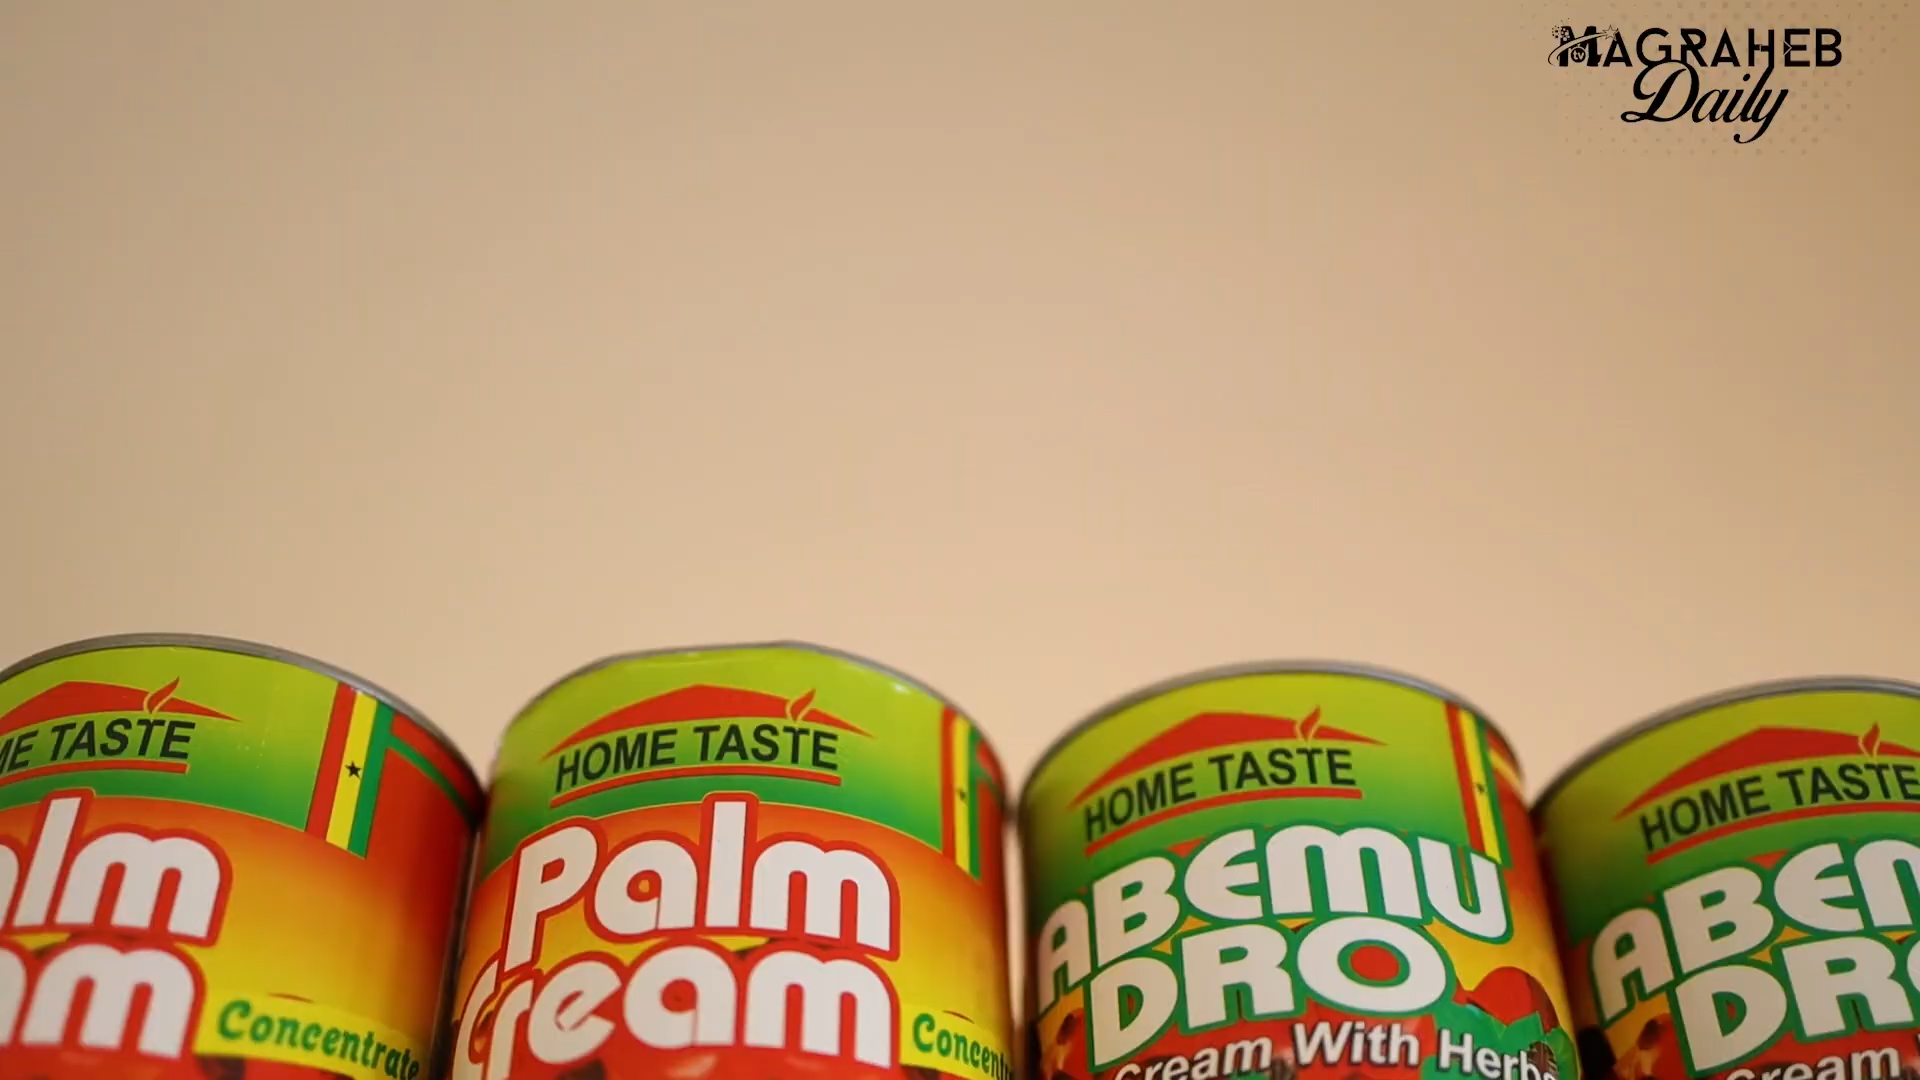 MAGRAHEB
Daily
ME TASTE
alm
am
Concentrate
HOME TASTE
Palm
Cream
Concent
HOME TASTE
ABEMU
DRO
Cream With Herbs
HOME TASTE
ABEM
DRO
Cream